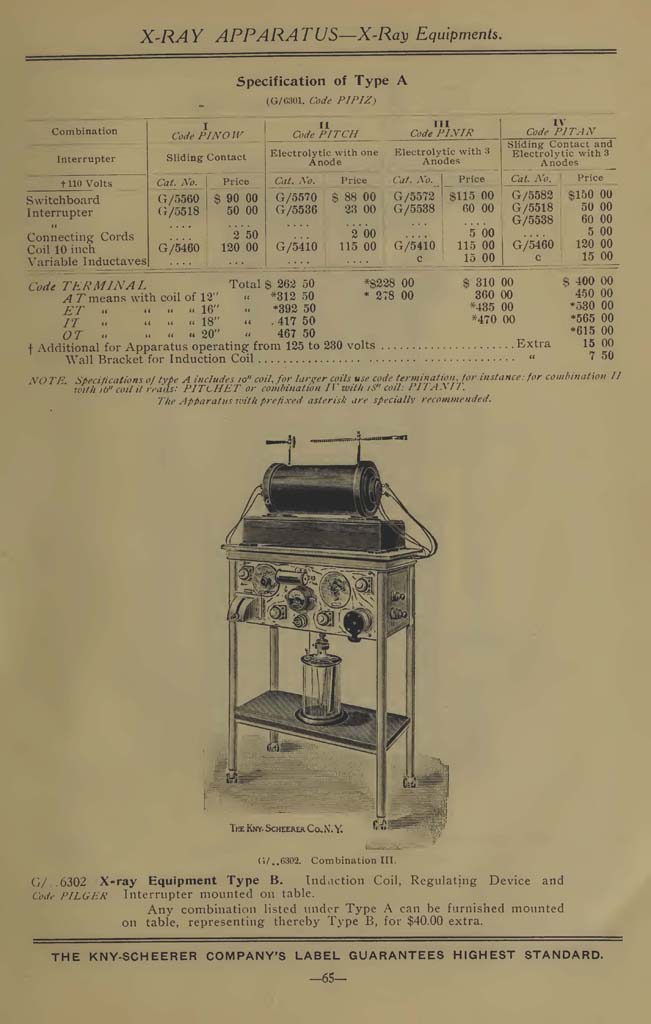 X-RAY APPARATUS—X-Ray Equipments.
Specification of Type A
(G/6301. Code PIPIZ)
Combination I Code PINOW II Code PITCH III Code PINIR IV Code PITAN
Interrupter Sliding Contact Electrolytic with one Anode Electrolytic with 3 Anodes Sliding Contact and Electrolytic with 3 Anodes
†110 Volts Cat. No. Price Cat. No. Price Cat. No. Price Cat. No. Price
Switchboard G/5560 $ 90 00 G/5570 $ 88 00 G/5572 $115 00 G/5582 $150 00
Interrupter G/5518 50 00 G/5536 23 00 G/5538 60 00 G/5518 50 00
" .... .... .... .... .... .... G/5538 60 00
Connecting Cords .... 2 50 2 00 .... 5 00 .... 5 00
Coil 10 inch G/5460 120 00 G/5410 115 00 G/5410 115 00 G/5460 120 00
Variable Inductaves .... .... .... .... c 15 00 c 15 00
Code TERMINAL Total $ 262 50 *$228 00 $ 310 00 $ 400 00
AT means with coil of 12" " *312 50 * 278 00 360 00 450 00
ET " " " " 16" " *392 50 *435 00 *530 00
IT " " " " 18" " . 417 50 *470 00 *565 00
OT " " " " 20" " 467 50 *615 00
† Additional for Apparatus operating from 125 to 230 volts ........................Extra 15 00
Wall Bracket for Induction Coil........................ " 7 50
NOTE. Specifications of type A includes 10" coil, for larger coils use code termination, for instance: for combination II
with 16" coil it reads: PITCHET or combination IV with 18" coil: PITANIT.
The Apparatus with prefixed asterisk are specially recommended.
THE KNY-SCHEERER CO., N. Y.
G/..6302. Combination III.
G/..6302 X-ray Equipment Type B. Induction Coil, Regulating Device and
Code PILGER Interrupter mounted on table.
Any combination listed under Type A can be furnished mounted
on table, representing thereby Type B, for $40.00 extra.
THE KNY-SCHEERER COMPANY'S LABEL GUARANTEES HIGHEST STANDARD.
—65—